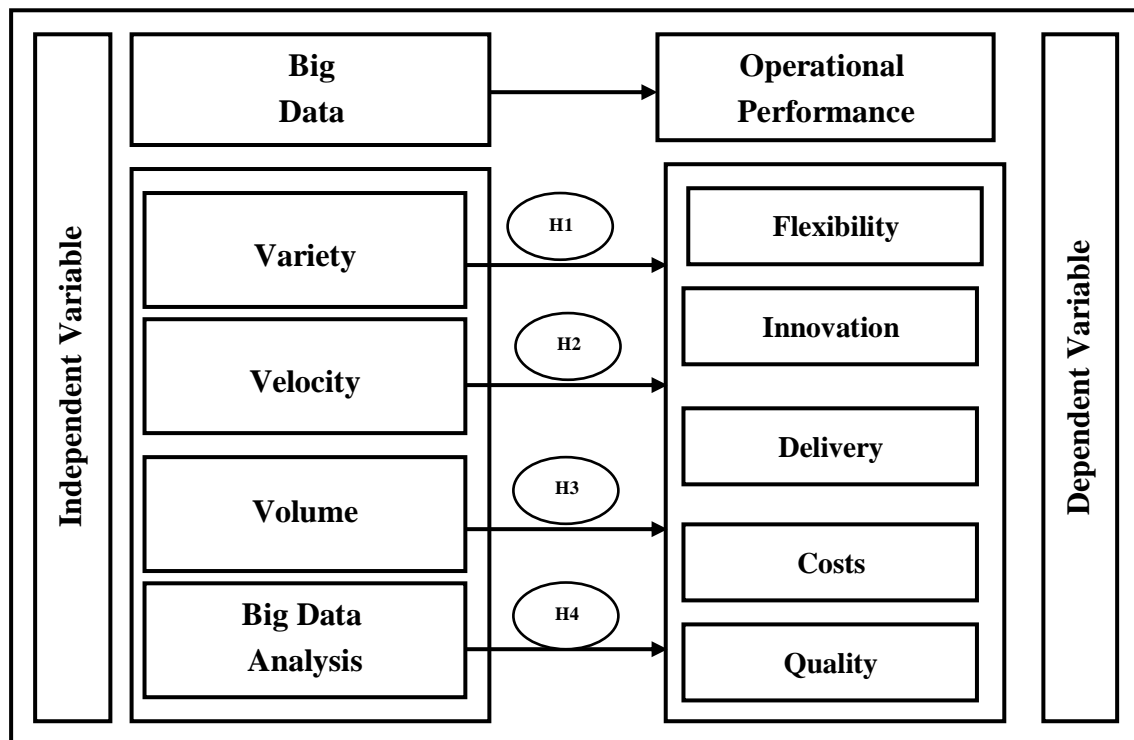 Independent Variable
Big
Data
Operational
Performance
Variety
H1
Flexibility
Velocity
H2
Innovation
Volume
H3
Delivery
Big Data
Analysis
H4
Costs
Quality
Dependent Variable